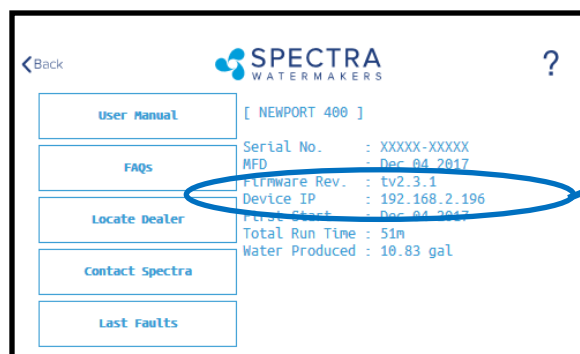 Back
SPECTRA
WATERMAKERS
?
User Manual
FAQs
Locate Dealer
Contact Spectra
Last Faults
[ NEWPORT 400 ]
Serial No. : XXXXX-XXXXX
MFD : Dec 04 2017
Firmware Rev. : tv2.3.1
Device IP : 192.168.2.196
First Start : Dec 04 2017
Total Run Time : 51m
Water Produced : 10.83 gal